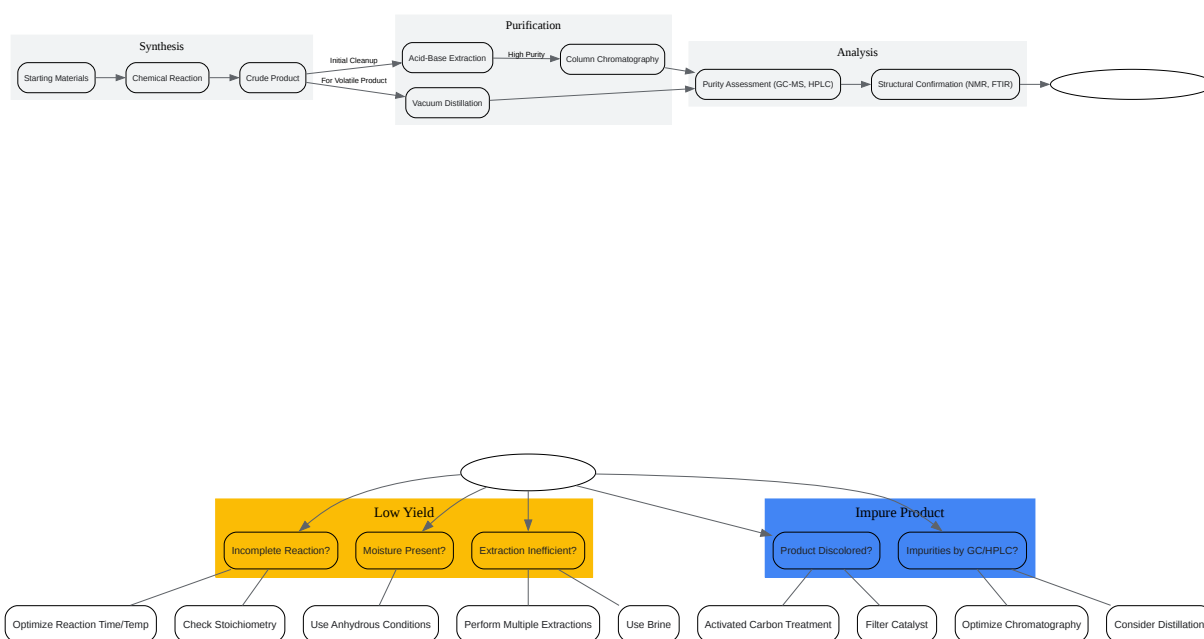 Synthesis
Starting Materials
Chemical Reaction
Crude Product
Initial Cleanup
For Volatile Product
Purification
Acid-Base Extraction
High Purity
Column Chromatography
Vacuum Distillation
Analysis
Purity Assessment (GC-MS, HPLC)
Structural Confirmation (NMR, FTIR)
Low Yield
Incomplete Reaction?
Moisture Present?
Extraction Inefficient?
Impure Product
Product Discolored?
Impurities by GC/HPLC?
Optimize Reaction Time/Temp
Check Stoichiometry
Use Anhydrous Conditions
Perform Multiple Extractions
Use Brine
Activated Carbon Treatment
Filter Catalyst
Optimize Chromatography
Consider Distillation